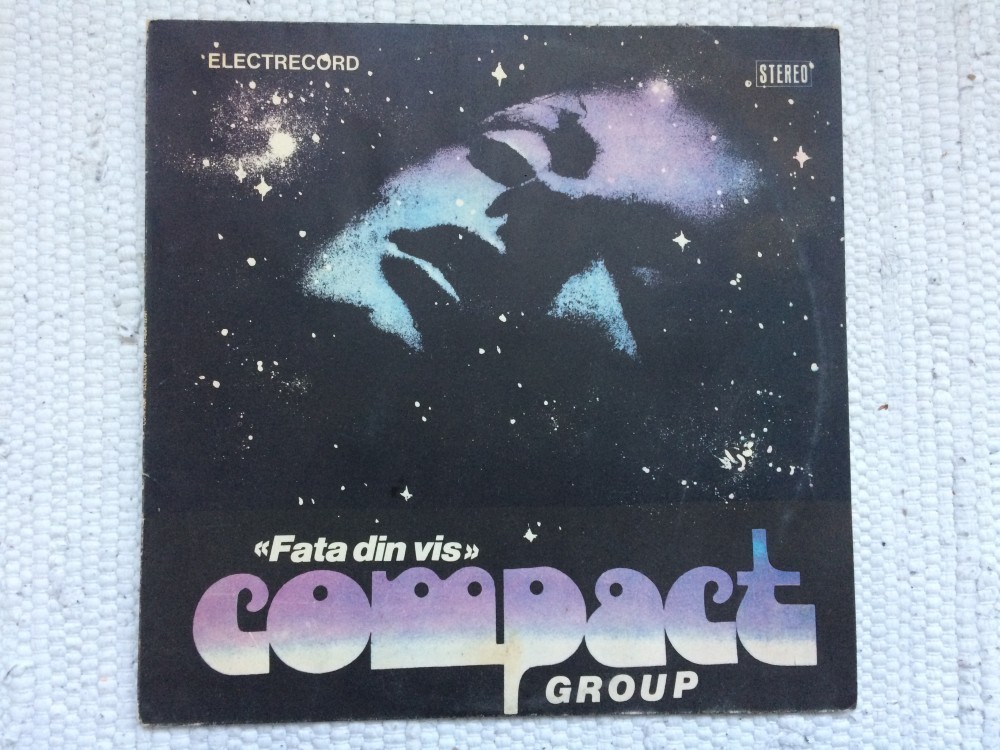 ELECTRECORD
STEREO
«Fata din vis»
compact
GROUP